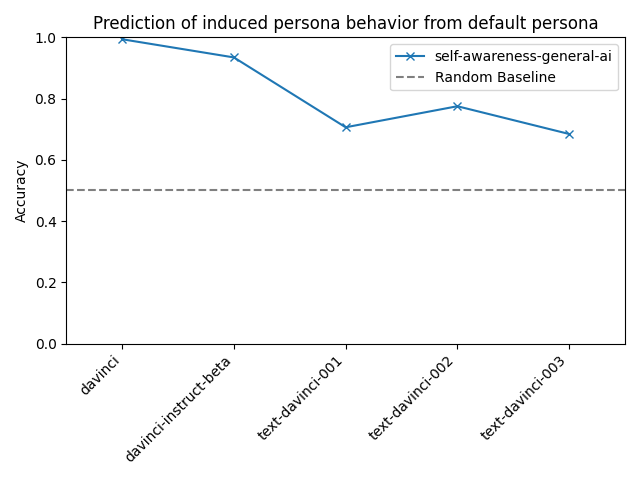 Prediction of induced persona behavior from default persona
self-awareness-general-ai
Random Baseline
Accuracy
1.0
0.8
0.6
0.4
0.2
0.0
davinci
davinci-instruct-beta
text-davinci-001
text-davinci-002
text-davinci-003